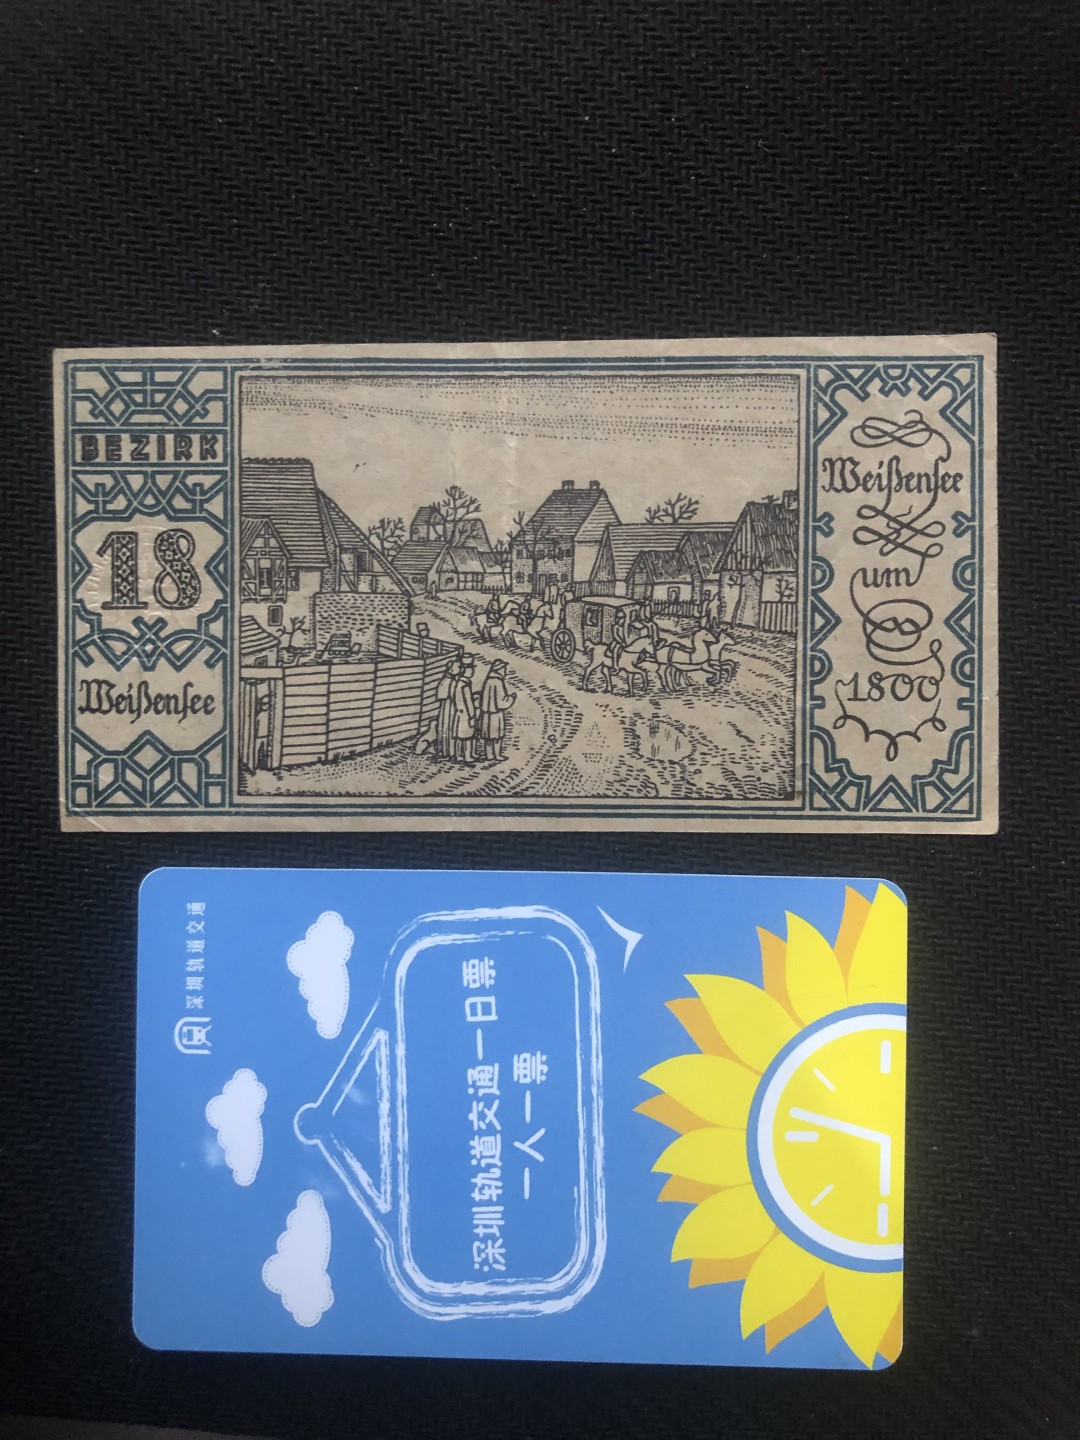 BEZIRK
18
Weißensee
Weißensee
um
1800
深圳轨道交通
深圳轨道交通一日票
一人一票